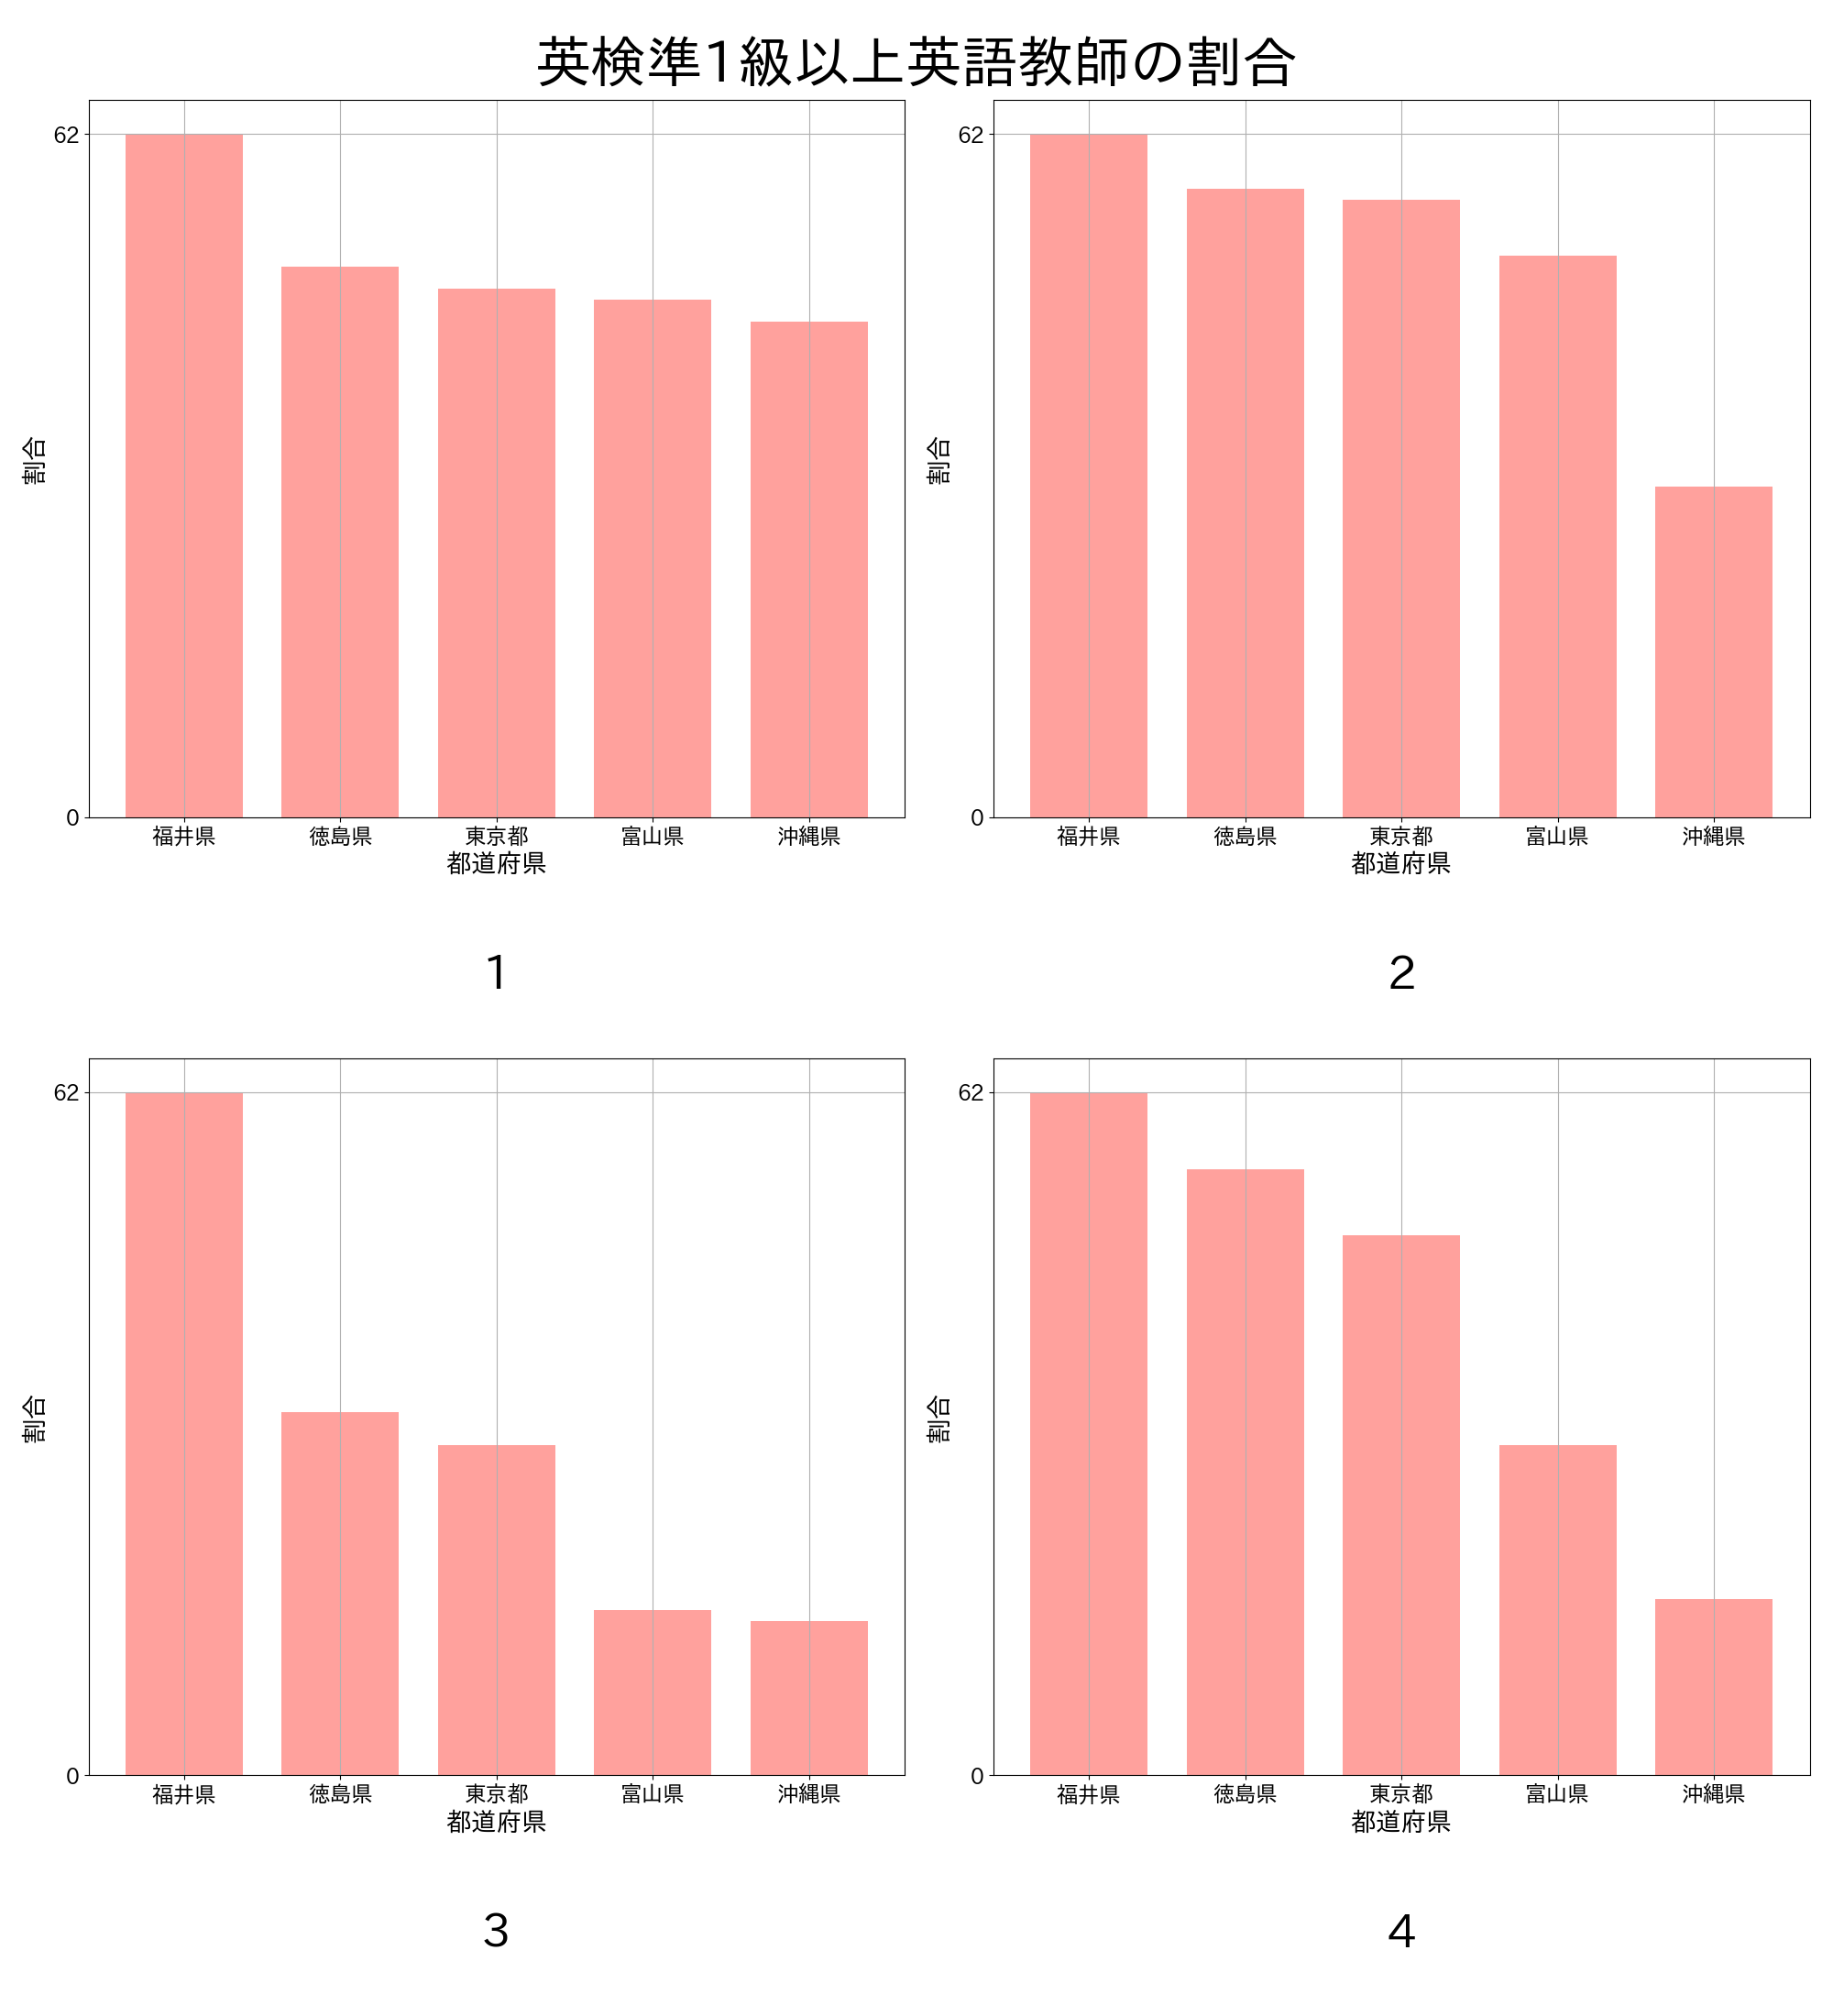 英検準1級以上英語教師の割合
62
0
割合
福井県 徳島県 東京都 富山県 沖縄県
都道府県
1
62
0
割合
福井県 徳島県 東京都 富山県 沖縄県
都道府県
2
62
0
割合
福井県 徳島県 東京都 富山県 沖縄県
都道府県
3
62
0
割合
福井県 徳島県 東京都 富山県 沖縄県
都道府県
4